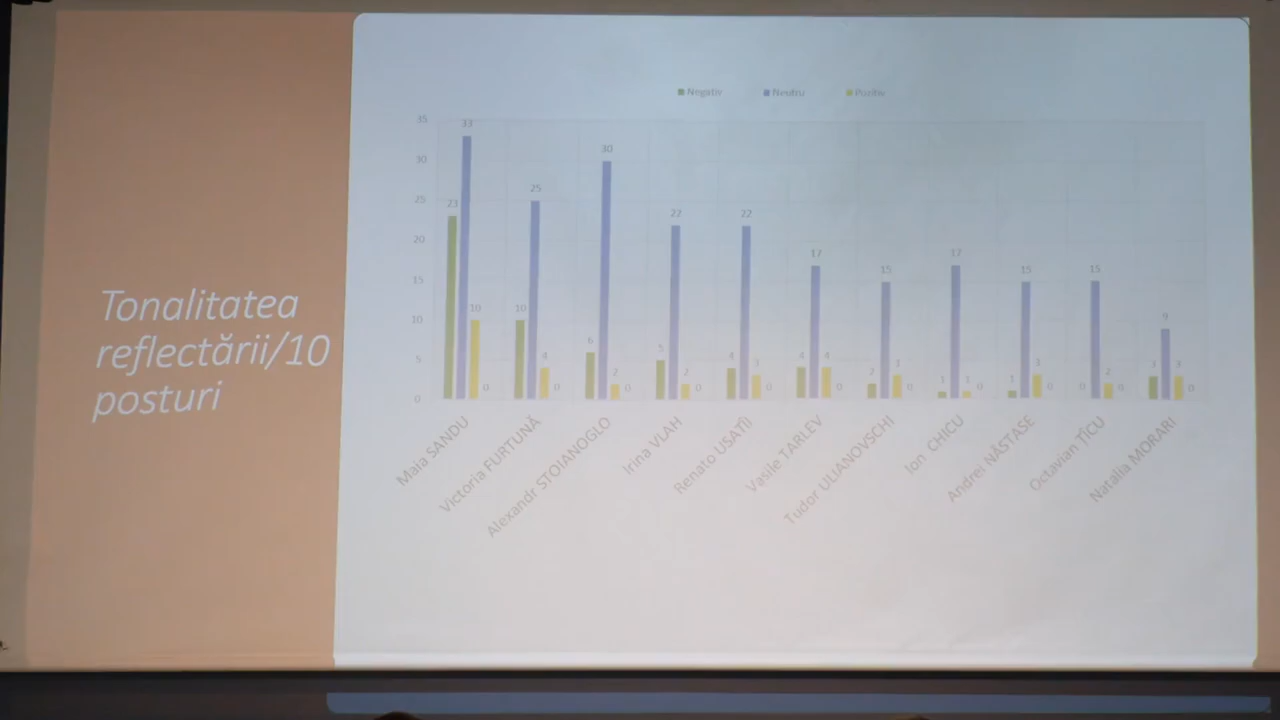 Tonalitatea
reflectării/10
posturi
Negativ Neutru Pozitiv
35
30
25
20
15
10
5
0
23 33 10 0
10 25 4 0
6 30 2 0
5 22 2 0
4 22 3 0
4 17 4 0
2 15 3 0
1 17 1 0
1 15 3 0
0 15 2 0
3 9 3 0
Maia SANDU
Victoria FURTUNĂ
Alexandr STOIANOGLO
Irina VLAH
Renato USATÎI
Vasile TARLEV
Tudor ULIANOVSCHI
Ion CHICU
Andrei NĂSTASE
Octavian ȚÎCU
Natalia MORARI